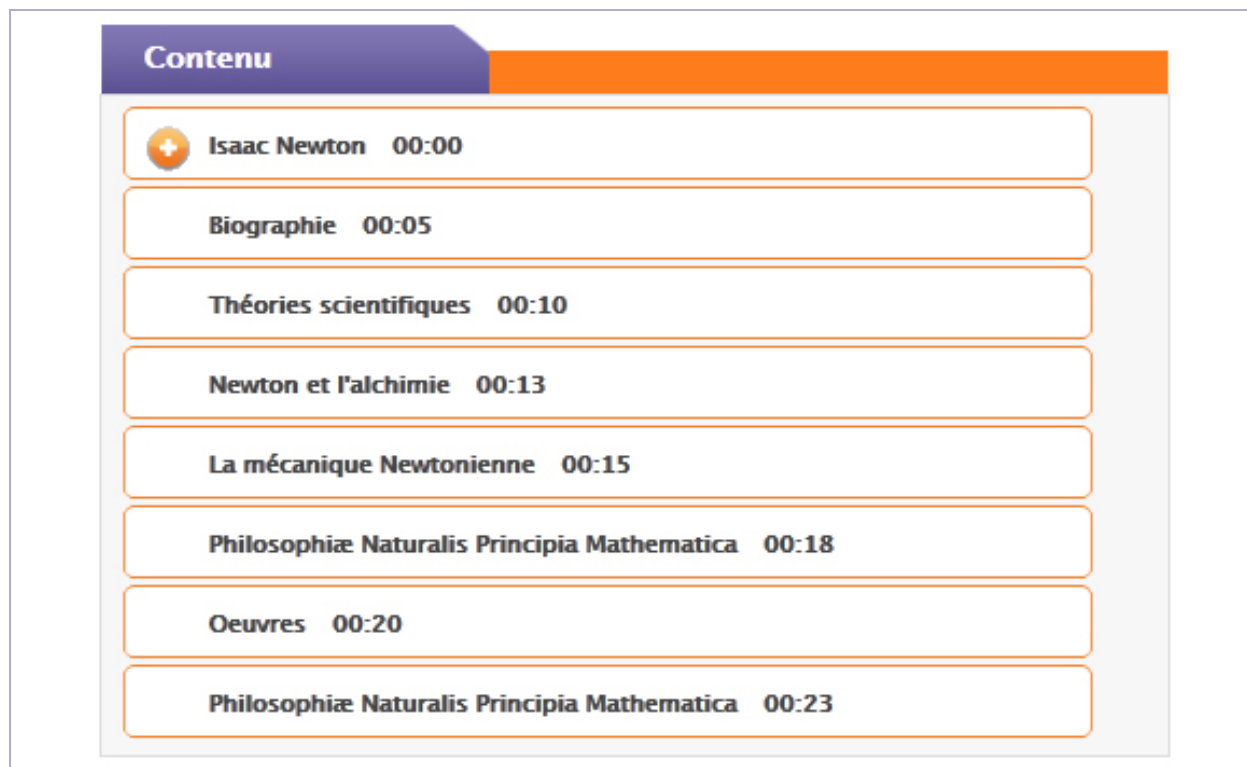 Contenu
Isaac Newton 00:00
Biographie 00:05
Théories scientifiques 00:10
Newton et l'alchimie 00:13
La mécanique Newtonienne 00:15
Philosophiæ Naturalis Principia Mathematica 00:18
Oeuvres 00:20
Philosophiæ Naturalis Principia Mathematica 00:23